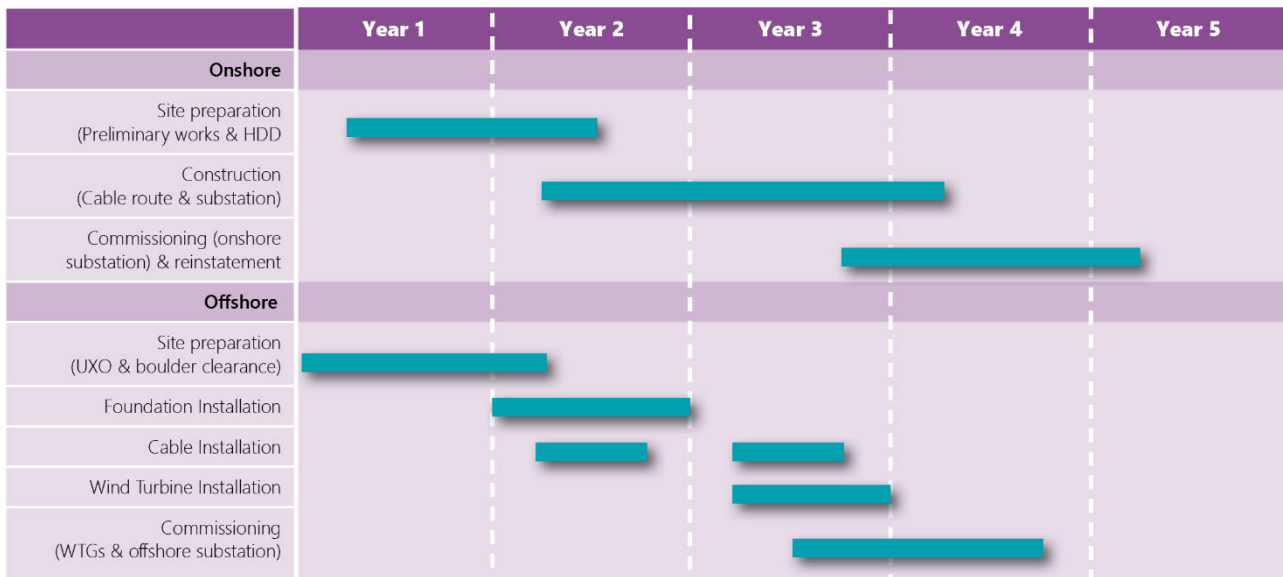 Year 1 Year 2 Year 3 Year 4 Year 5
Onshore
Site preparation
(Preliminary works & HDD
Construction
(Cable route & substation)
Commissioning (onshore
substation) & reinstatement
Offshore
Site preparation
(UXO & boulder clearance)
Foundation Installation
Cable Installation
Wind Turbine Installation
Commissioning
(WTGs & offshore substation)